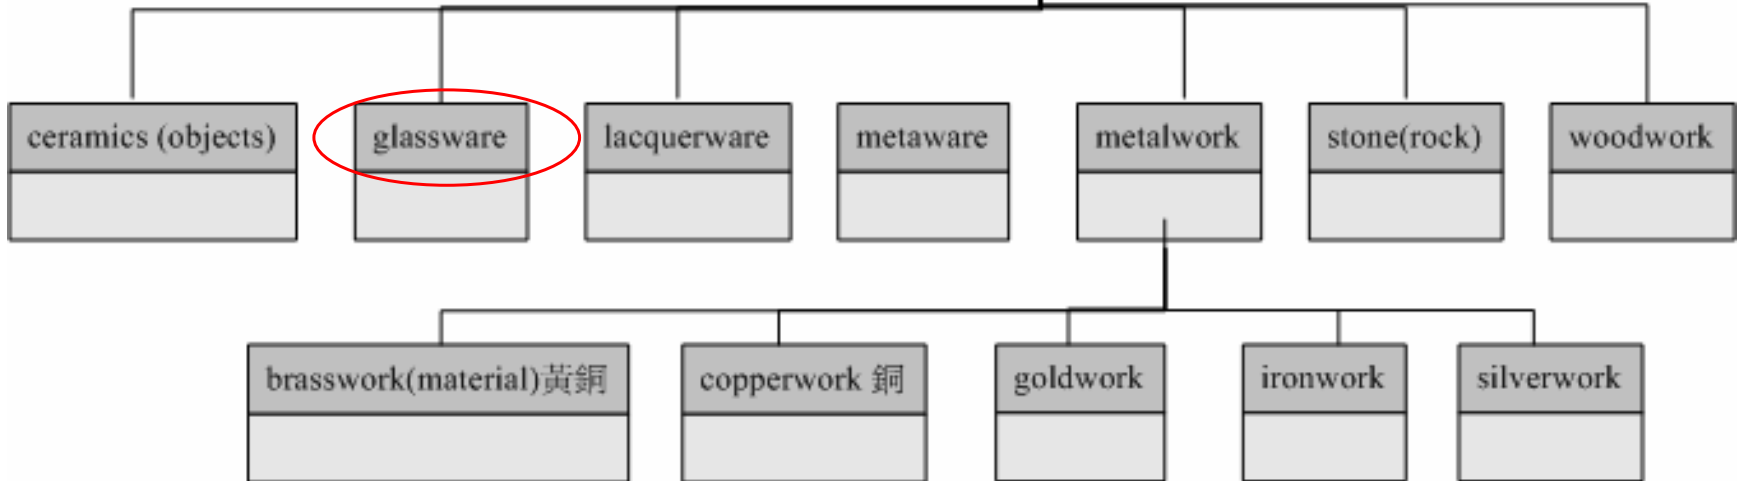 ceramics (objects)
glassware
lacquerware
metaware
metalwork
stone(rock)
woodwork
brasswork(material)黃銅
copperwork 銅
goldwork
ironwork
silverwork